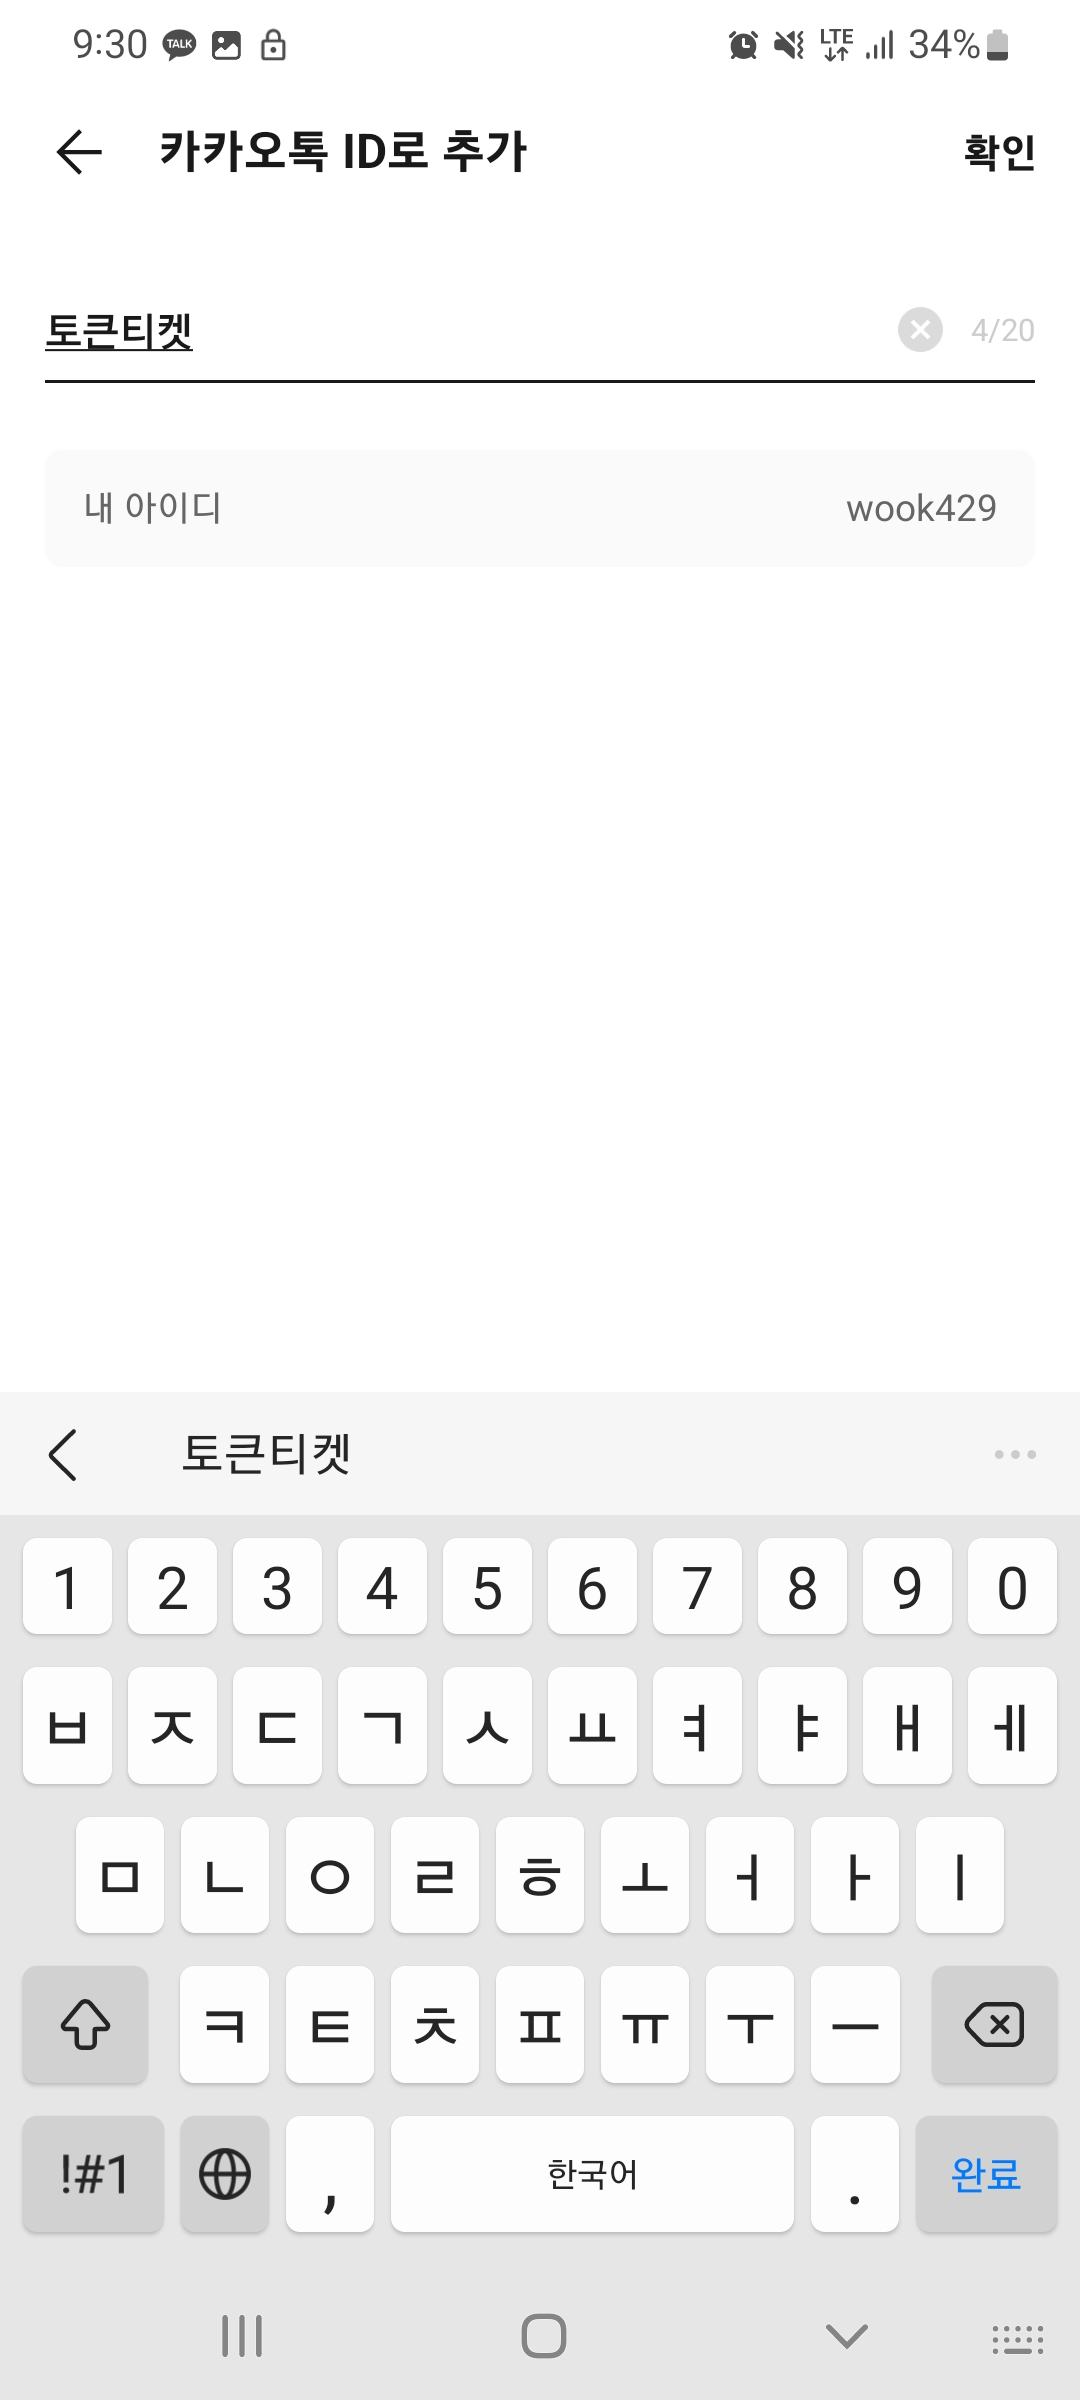 9:30 TALK LTE 34%
카카오톡 ID로 추가 확인
토큰티켓 4/20
내 아이디 wook429
토큰티켓
1 2 3 4 5 6 7 8 9 0
ㅂ ㅈ ㄷ ㄱ ㅅ ㅛ ㅕ ㅑ ㅐ ㅔ
ㅁ ㄴ ㅇ ㄹ ㅎ ㅗ ㅓ ㅏ ㅣ
ㅋ ㅌ ㅊ ㅍ ㅠ ㅜ ㅡ
!#1 , 한국어 . 완료